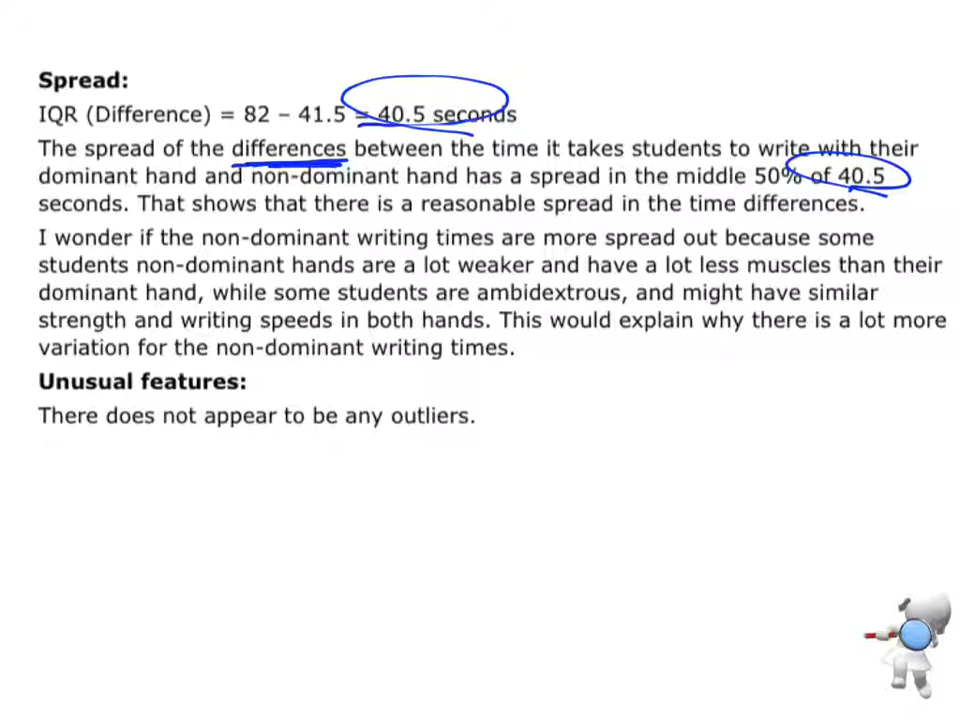 Spread:
IQR (Difference) = 82 – 41.5 = 40.5 seconds
The spread of the differences between the time it takes students to write with their
dominant hand and non-dominant hand has a spread in the middle 50% of 40.5
seconds. That shows that there is a reasonable spread in the time differences.
I wonder if the non-dominant writing times are more spread out because some
students non-dominant hands are a lot weaker and have a lot less muscles than their
dominant hand, while some students are ambidextrous, and might have similar
strength and writing speeds in both hands. This would explain why there is a lot more
variation for the non-dominant writing times.
Unusual features:
There does not appear to be any outliers.